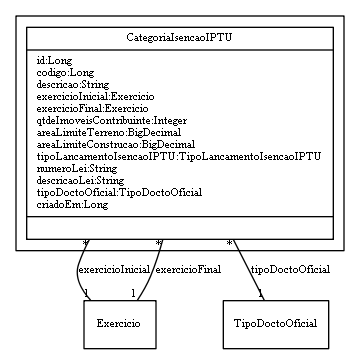 CategoriaIsencaoIPTU
id:Long
codigo:Long
descricao:String
exercicioInicial:Exercicio
exercicioFinal:Exercicio
qtdeImoveisContribuinte:Integer
areaLimiteTerreno:BigDecimal
areaLimiteConstrucao:BigDecimal
tipoLancamentoIsencaoIPTU:TipoLancamentoIsencaoIPTU
numeroLei:String
descricaoLei:String
tipoDoctoOficial:TipoDoctoOficial
criadoEm:Long
* * *
exercicioInicial exercicioFinal tipoDoctoOficial
1 1 1
Exercicio TipoDoctoOficial